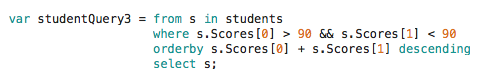 var studentQuery3 = from s in students
where s.Scores[0] > 90 && s.Scores[1] < 90
orderby s.Scores[0] + s.Scores[1] descending
select s;